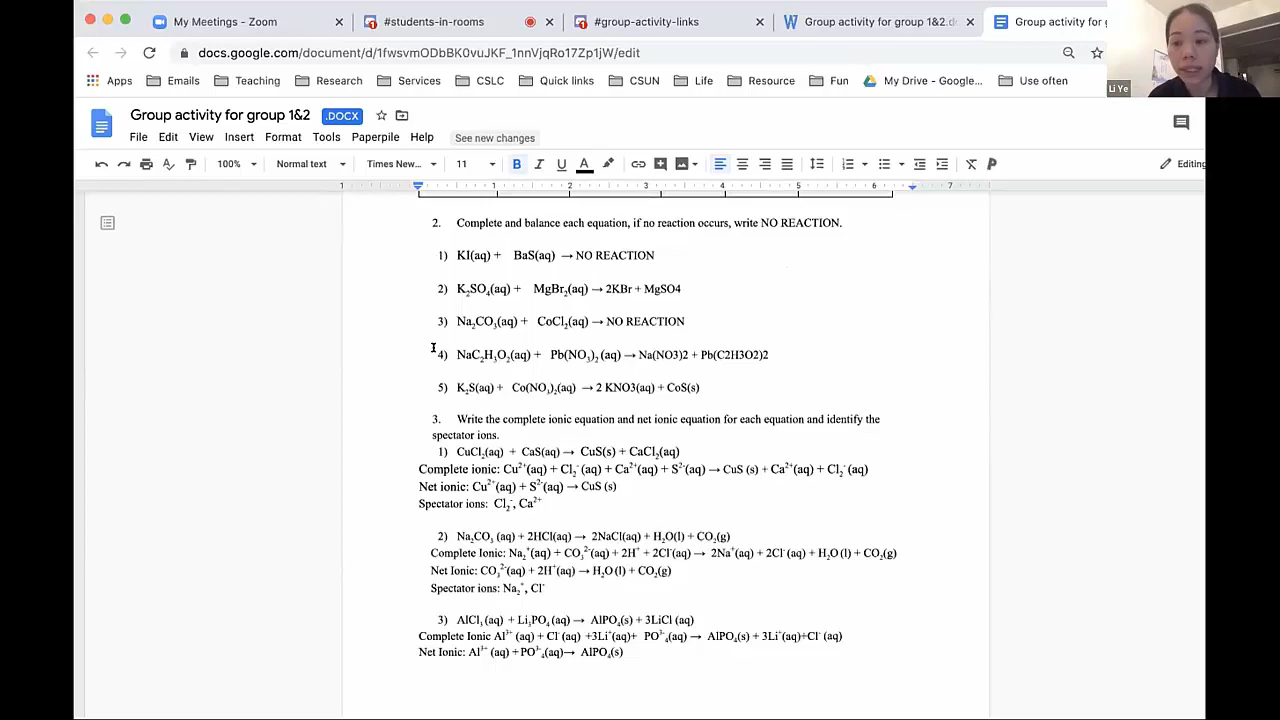 My Meetings - Zoom × #students-in-rooms × #group-activity-links × Group activity for group 1&2.d × Group activity for g
docs.google.com/document/d/1fwsvmODbBK0vuJKF_1nnVjqRo17Zp1jW/edit
Apps Emails Teaching Research Services CSLC Quick links CSUN Life Resource Fun My Drive - Google... Use often
Li Ye
Group activity for group 1&2 .DOCX
File Edit View Insert Format Tools Paperpile Help See new changes
100% Normal text Times New... 11 B I U A Editing
1 1 2 3 4 5 6 7
2. Complete and balance each equation, if no reaction occurs, write NO REACTION.
1) KI(aq) + BaS(aq) → NO REACTION
2) K₂SO₄(aq) + MgBr₂(aq) → 2KBr + MgSO4
3) Na₂CO₃(aq) + CoCl₂(aq) → NO REACTION
4) NaC₂H₃O₂(aq) + Pb(NO₃)₂ (aq) → Na(NO3)2 + Pb(C2H3O2)2
5) K₂S(aq) + Co(NO₃)₂(aq) → 2 KNO3(aq) + CoS(s)
3. Write the complete ionic equation and net ionic equation for each equation and identify the
spectator ions.
1) CuCl₂(aq) + CaS(aq) → CuS(s) + CaCl₂(aq)
Complete ionic: Cu²⁺(aq) + Cl₂⁻(aq) + Ca²⁺(aq) + S²⁻(aq) → CuS (s) + Ca²⁺(aq) + Cl₂⁻(aq)
Net ionic: Cu²⁺(aq) + S²⁻(aq) → CuS (s)
Spectator ions: Cl₂⁻, Ca²⁺
2) Na₂CO₃ (aq) + 2HCl(aq) → 2NaCl(aq) + H₂O(l) + CO₂(g)
Complete Ionic: Na₂⁺(aq) + CO₃²⁻(aq) + 2H⁺ + 2Cl⁻(aq) → 2Na⁺(aq) + 2Cl⁻(aq) + H₂O (l) + CO₂(g)
Net Ionic: CO₃²⁻(aq) + 2H⁺(aq) → H₂O (l) + CO₂(g)
Spectator ions: Na₂⁺, Cl⁻
3) AlCl₃ (aq) + Li₃PO₄ (aq) → AlPO₄(s) + 3LiCl (aq)
Complete Ionic Al³⁺ (aq) + Cl⁻ (aq) +3Li⁺(aq)+ PO³⁻₄(aq) → AlPO₄(s) + 3Li⁺(aq)+Cl⁻ (aq)
Net Ionic: Al³⁺ (aq) + PO³⁻₄(aq)→ AlPO₄(s)